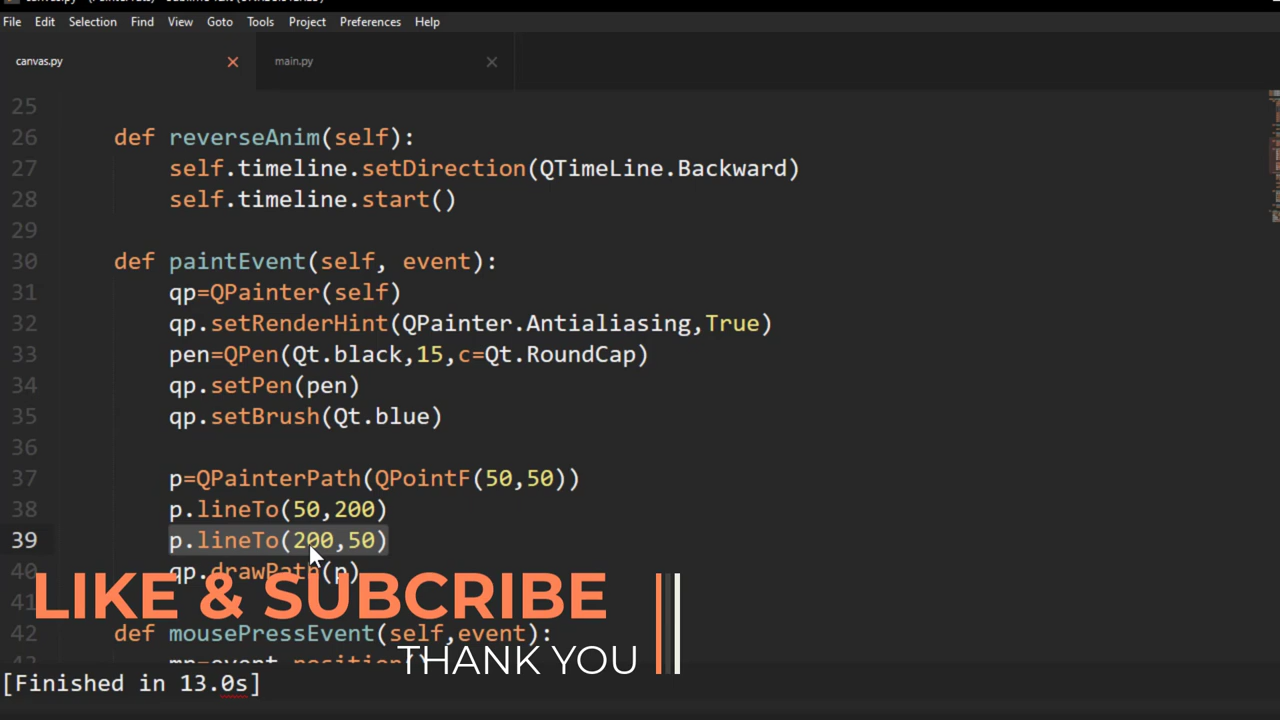 File Edit Selection Find View Goto Tools Project Preferences Help
canvas.py main.py
25
26 def reverseAnim(self):
27 self.timeline.setDirection(QTimeLine.Backward)
28 self.timeline.start()
29
30 def paintEvent(self, event):
31 qp=QPainter(self)
32 qp.setRenderHint(QPainter.Antialiasing,True)
33 pen=QPen(Qt.black,15,c=Qt.RoundCap)
34 qp.setPen(pen)
35 qp.setBrush(Qt.blue)
36
37 p=QPainterPath(QPointF(50,50))
38 p.lineTo(50,200)
39 p.lineTo(200,50)
40 qp.drawPath(p)
LIKE & SUBCRIBE
41
42 def mousePressEvent(self,event):
THANK YOU
[Finished in 13.0s]